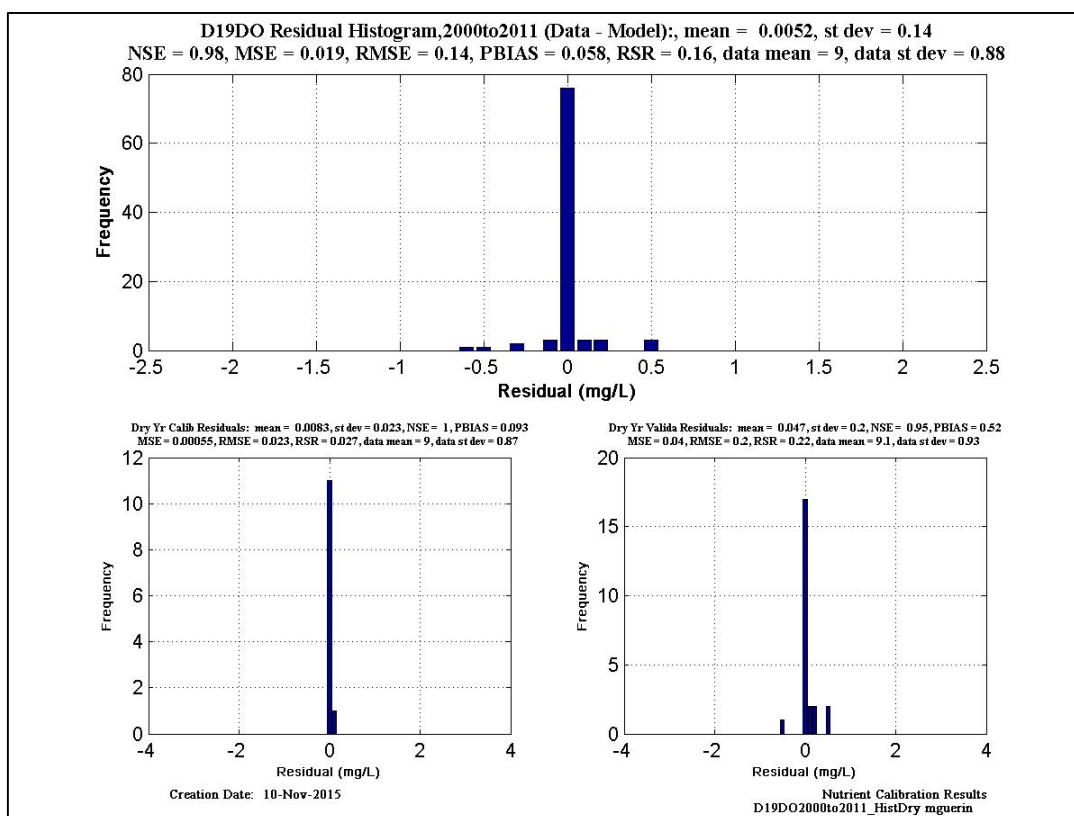 D19DO Residual Histogram,2000to2011 (Data - Model):, mean = 0.0052, st dev = 0.14
NSE = 0.98, MSE = 0.019, RMSE = 0.14, PBIAS = 0.058, RSR = 0.16, data mean = 9, data st dev = 0.88
80
60
40
20
0
Frequency
-2.5 -2 -1.5 -1 -0.5 0 0.5 1 1.5 2 2.5
Residual (mg/L)
Dry Yr Calib Residuals: mean = 0.0083, st dev = 0.023, NSE = 1, PBIAS = 0.093
MSE = 0.00055, RMSE = 0.023, RSR = 0.027, data mean = 9, data st dev = 0.87
12
10
8
6
4
2
0
Frequency
-4 -2 0 2 4
Residual (mg/L)
Dry Yr Valida Residuals: mean = 0.047, st dev = 0.2, NSE = 0.95, PBIAS = 0.52
MSE = 0.04, RMSE = 0.2, RSR = 0.22, data mean = 9.1, data st dev = 0.93
20
15
10
5
0
Frequency
-4 -2 0 2 4
Residual (mg/L)
Creation Date: 10-Nov-2015
Nutrient Calibration Results
D19DO2000to2011_HistDry mguerin